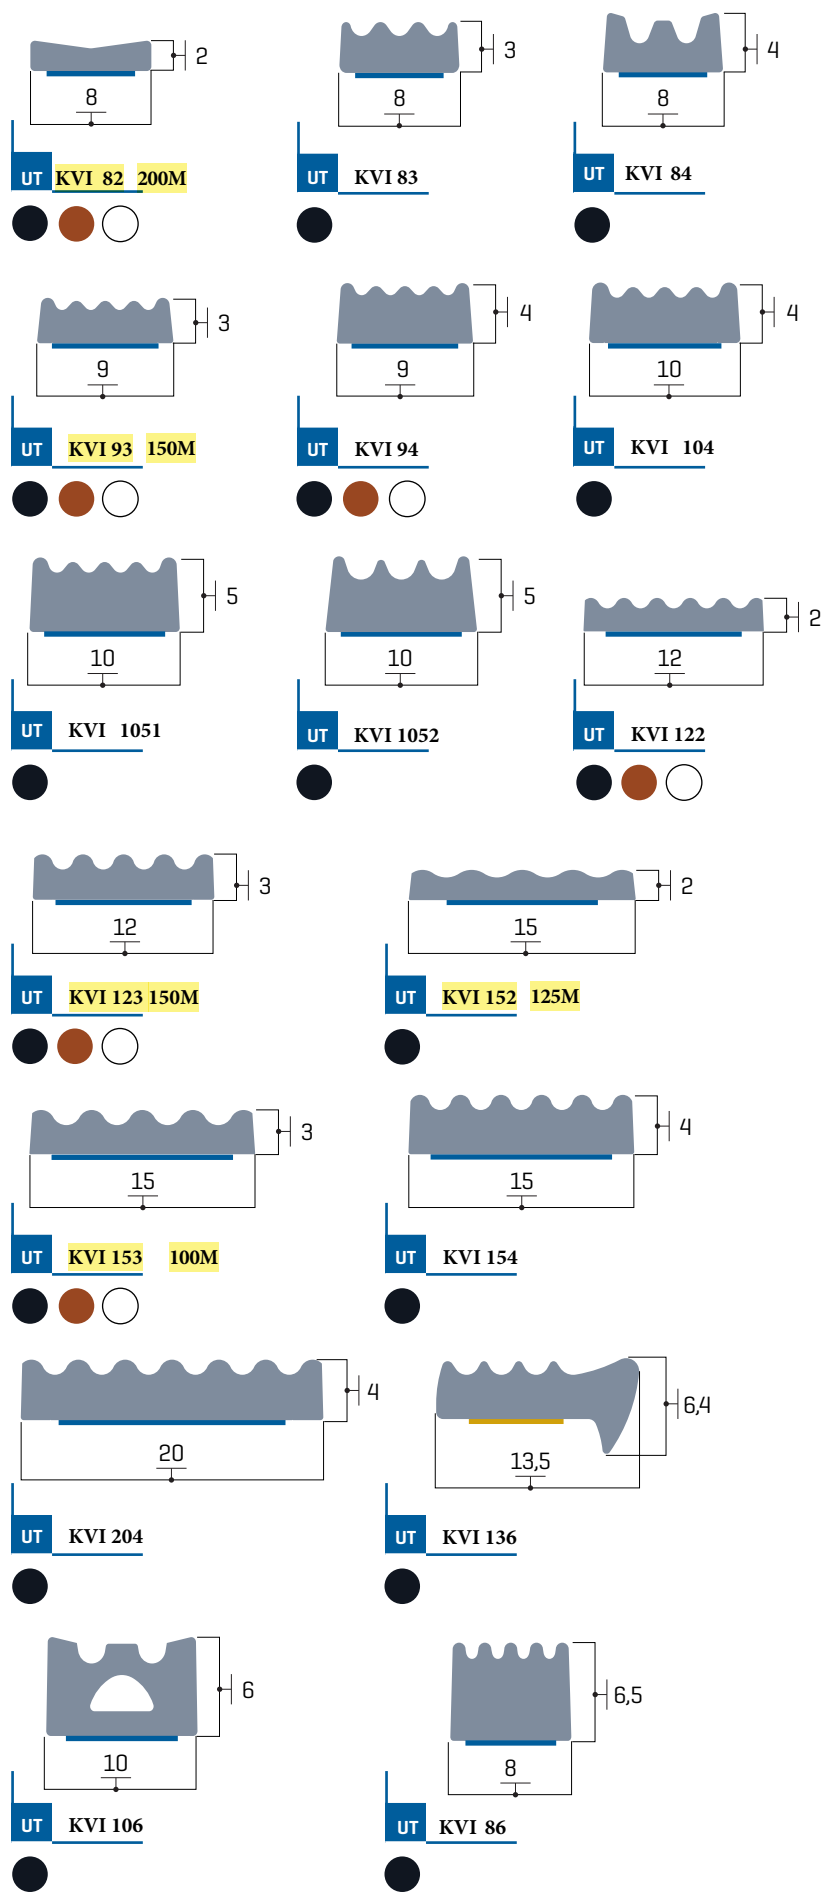 2
3
4
8
8
8
UT KVI 82 200M
UT KVI 83
UT KVI 84
3
4
4
9
9
10
UT KVI 93 150M
UT KVI 94
UT KVI 104
5
5
2
10
10
12
UT KVI 1051
UT KVI 1052
UT KVI 122
3
2
12
15
UT KVI 123 150M
UT KVI 152 125M
3
4
15
15
UT KVI 153 100M
UT KVI 154
4
6,4
20
13,5
UT KVI 204
UT KVI 136
6
6,5
10
8
UT KVI 106
UT KVI 86